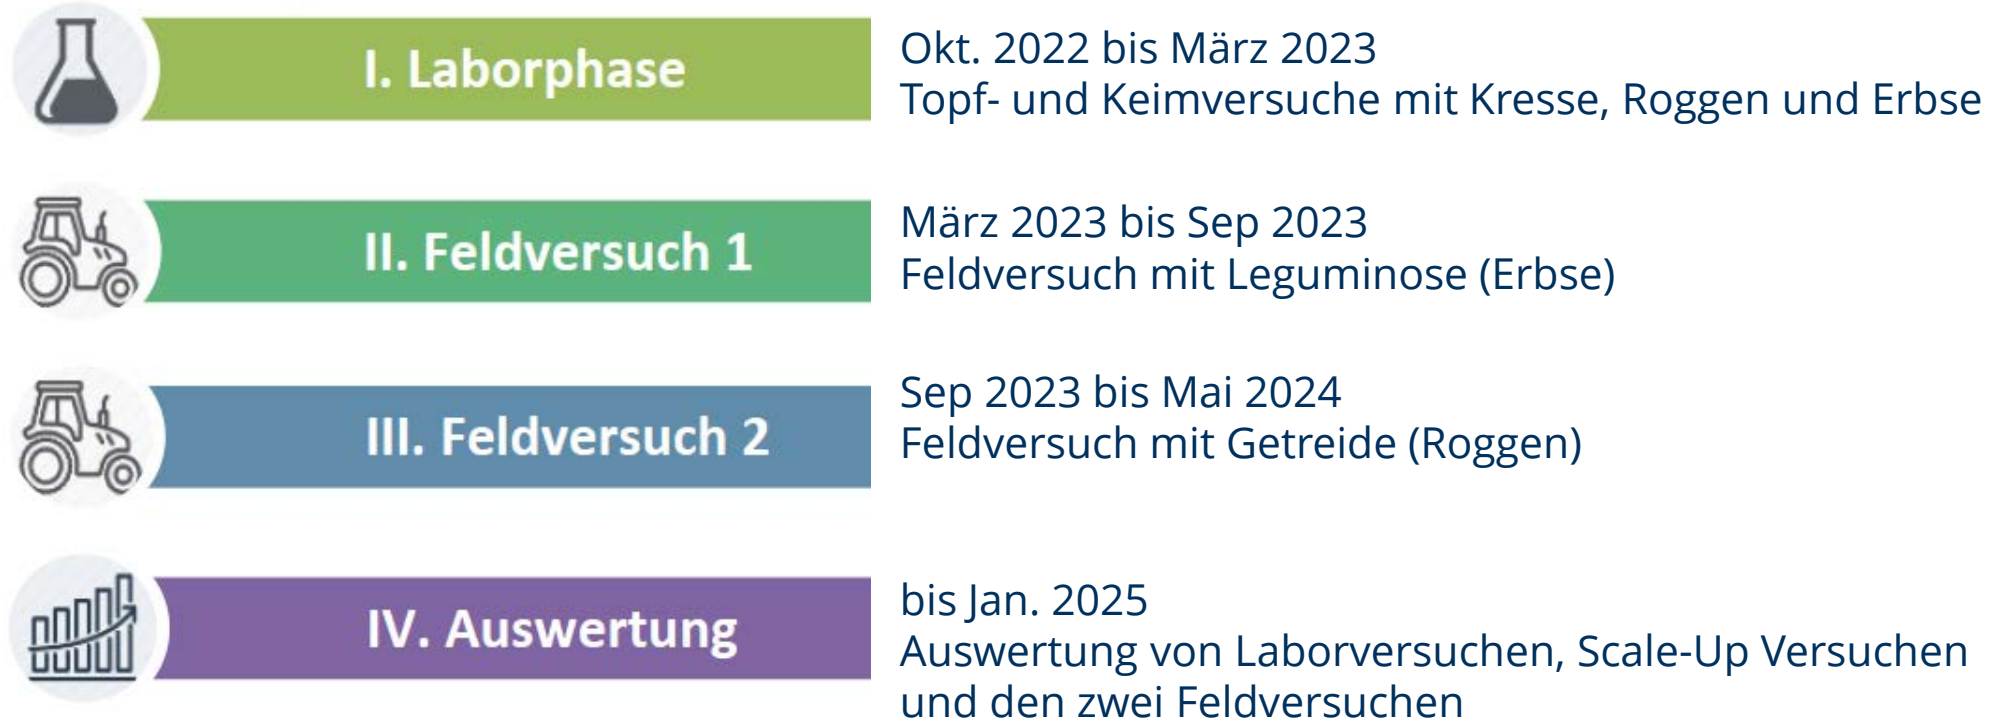 I. Laborphase
Okt. 2022 bis März 2023
Topf- und Keimversuche mit Kresse, Roggen und Erbse
II. Feldversuch 1
März 2023 bis Sep 2023
Feldversuch mit Leguminose (Erbse)
III. Feldversuch 2
Sep 2023 bis Mai 2024
Feldversuch mit Getreide (Roggen)
IV. Auswertung
bis Jan. 2025
Auswertung von Laborversuchen, Scale-Up Versuchen
und den zwei Feldversuchen